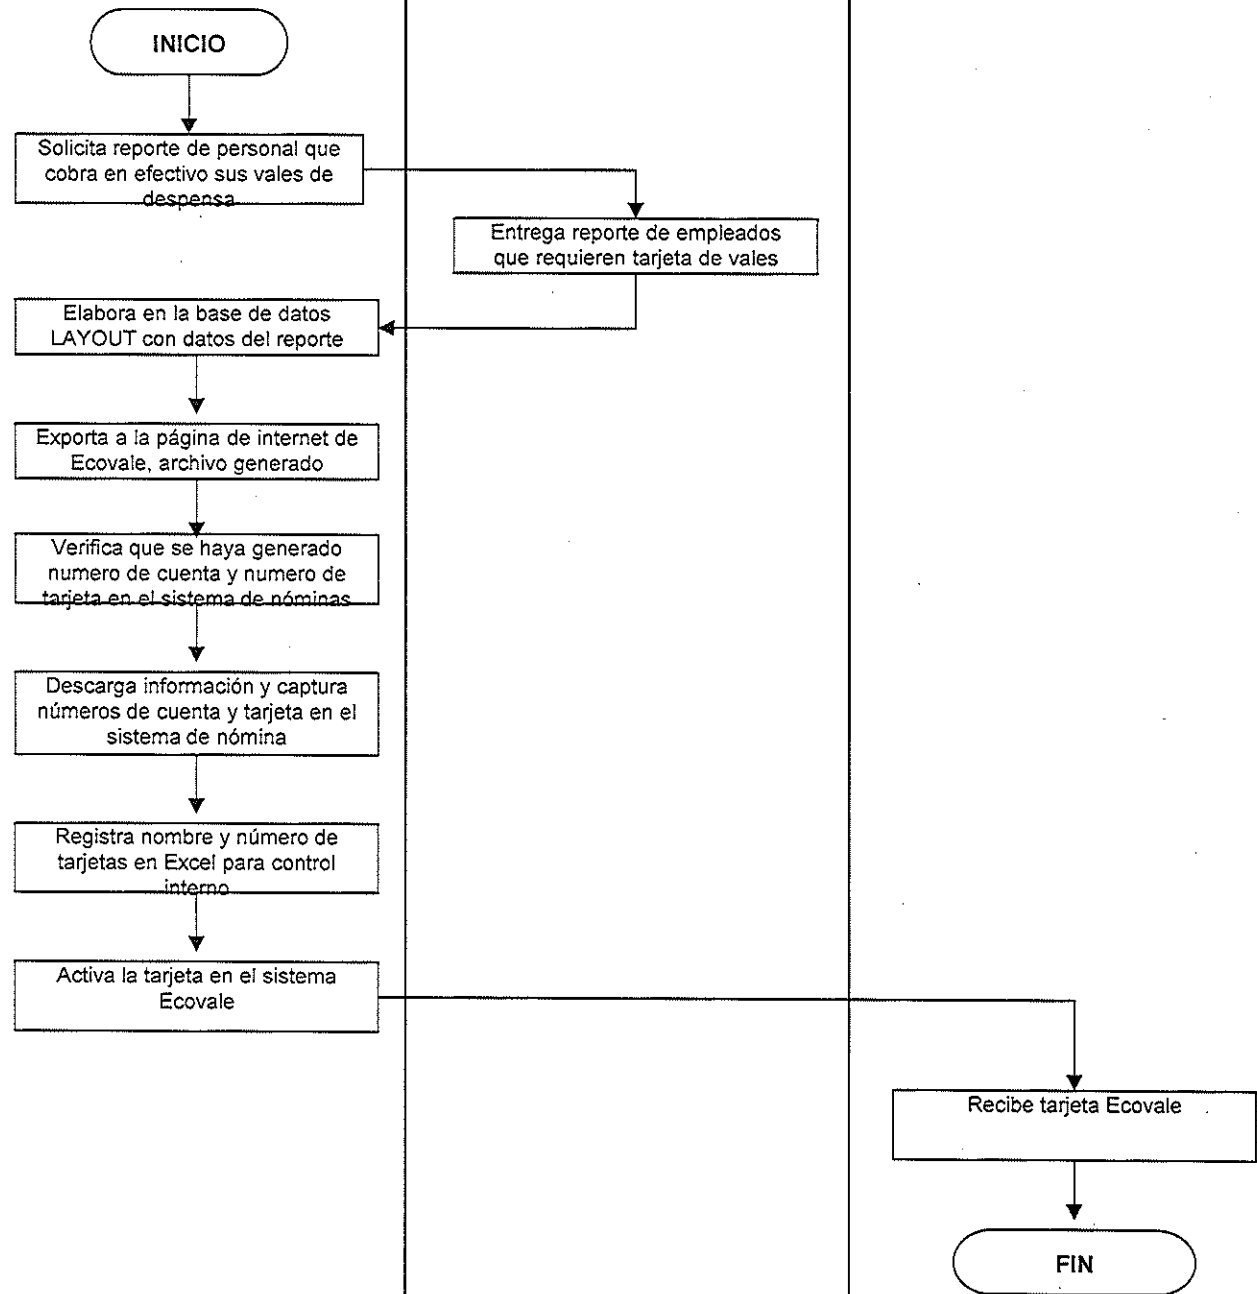 INICIO
Solicita reporte de personal que
cobra en efectivo sus vales de
despensa
Entrega reporte de empleados
que requieren tarjeta de vales
Elabora en la base de datos
LAYOUT con datos del reporte
Exporta a la página de internet de
Ecovale, archivo generado
Verifica que se haya generado
numero de cuenta y numero de
tarjeta en el sistema de nóminas
Descarga información y captura
números de cuenta y tarjeta en el
sistema de nómina
Registra nombre y número de
tarjetas en Excel para control
interno
Activa la tarjeta en el sistema
Ecovale
Recibe tarjeta Ecovale
FIN